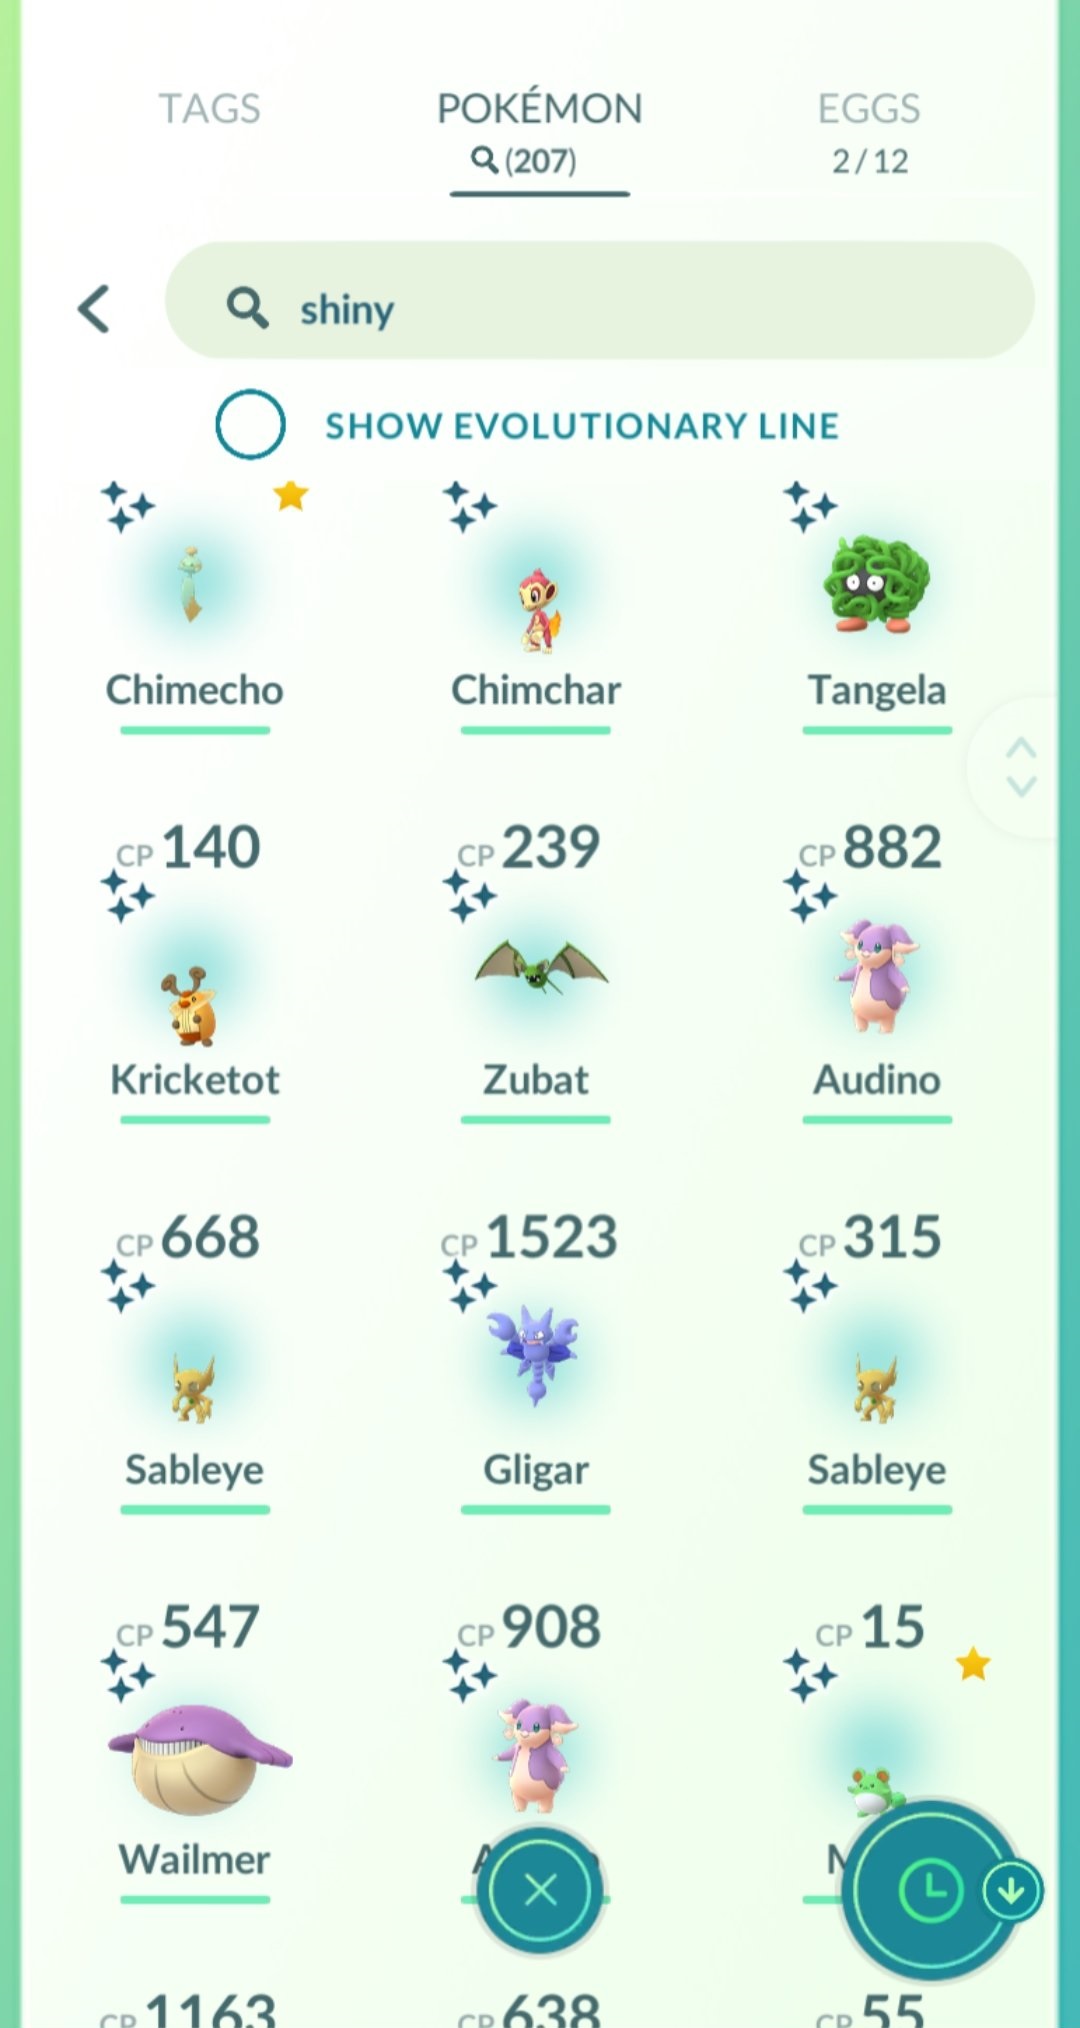 TAGS POKÉMON EGGS
(207) 2/12
shiny
SHOW EVOLUTIONARY LINE
Chimecho Chimchar Tangela
CP 140 CP 239 CP 882
Kricketot Zubat Audino
CP 668 CP 1523 CP 315
Sableye Gligar Sableye
CP 547 CP 908 CP 15
Wailmer
CP 1163 CP 638 CP 55